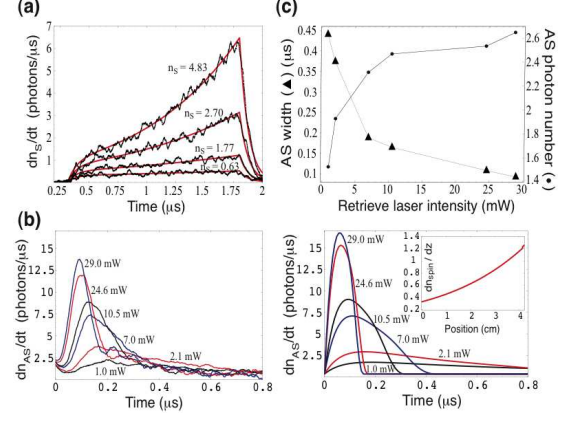 (a)
dnS/dt (photons/μs)
7
6
5
4
3
2
1
nS = 4.83
nS = 2.70
nS = 1.77
nS = 0.63
0.25 0.5 0.75 1 1.25 1.5 1.75 2
Time (μs)
(c)
AS width (▲) (μs)
0.45
0.4
0.35
0.3
0.25
0.2
0.15
0.1
AS photon number (•)
2.6
2.4
2.2
2
1.8
1.6
1.4
0 5 10 15 20 25 30
Retrieve laser intensity (mW)
(b)
dnAS/dt (photons/μs)
15
12.5
10
7.5
5
2.5
29.0 mW
24.6 mW
10.5 mW
7.0 mW
2.1 mW
1.0 mW
0 0.2 0.4 0.6 0.8
Time (μs)
dnAS/dt (photons/μs)
15
12.5
10
7.5
5
2.5
29.0 mW
24.6 mW
10.5 mW
7.0 mW
2.1 mW
1.0 mW
0 0.2 0.4 0.6 0.8
Time (μs)
dnspin/dz
1.4
1.2
1
0.8
0.6
0.4
0.2
0 1 2 3 4
Position (cm)